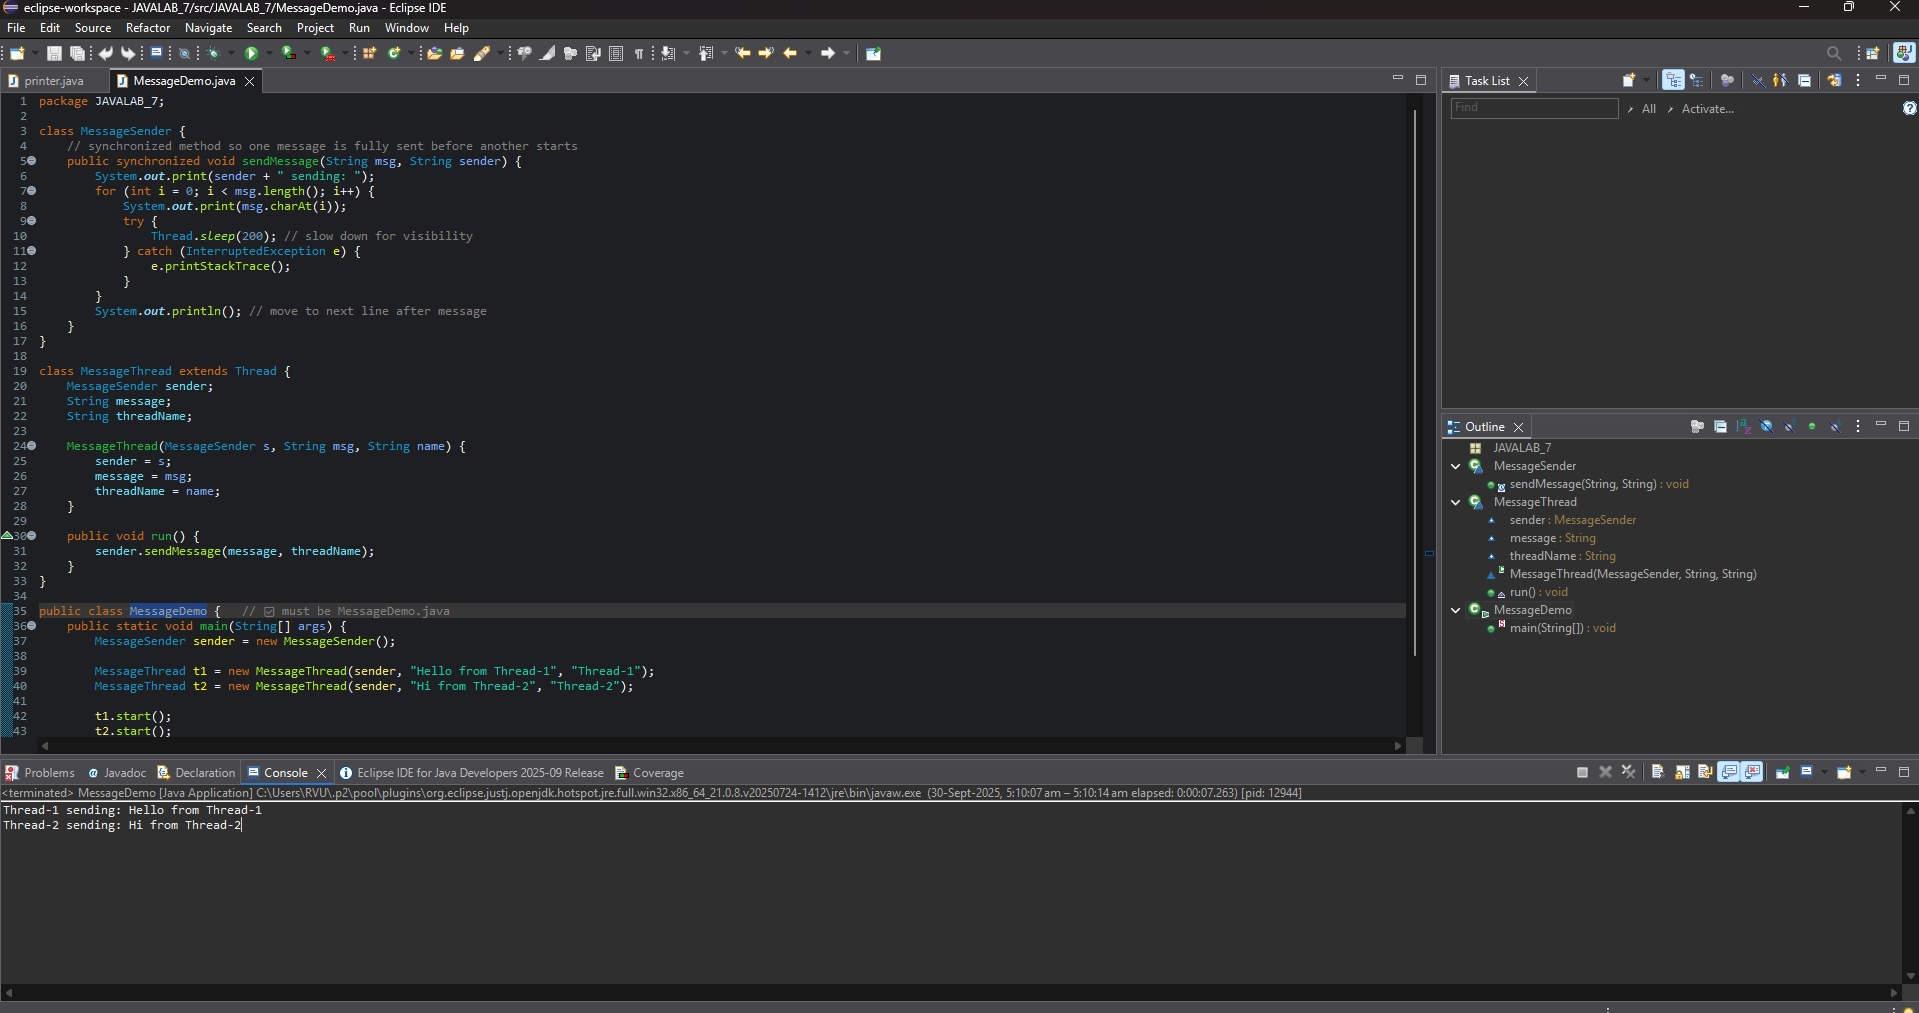 eclipse-workspace - JAVALAB_7/src/JAVALAB_7/MessageDemo.java - Eclipse IDE
File Edit Source Refactor Navigate Search Project Run Window Help
printer.java MessageDemo.java
1 package JAVALAB_7;
2
3 class MessageSender {
4     // synchronized method so one message is fully sent before another starts
5     public synchronized void sendMessage(String msg, String sender) {
6         System.out.print(sender + " sending: ");
7         for (int i = 0; i < msg.length(); i++) {
8             System.out.print(msg.charAt(i));
9             try {
10                 Thread.sleep(200); // slow down for visibility
11             } catch (InterruptedException e) {
12                 e.printStackTrace();
13             }
14         }
15         System.out.println(); // move to next line after message
16     }
17 }
18
19 class MessageThread extends Thread {
20     MessageSender sender;
21     String message;
22     String threadName;
23
24     MessageThread(MessageSender s, String msg, String name) {
25         sender = s;
26         message = msg;
27         threadName = name;
28     }
29
30     public void run() {
31         sender.sendMessage(message, threadName);
32     }
33 }
34
35 public class MessageDemo {   // ☑ must be MessageDemo.java
36     public static void main(String[] args) {
37         MessageSender sender = new MessageSender();
38
39         MessageThread t1 = new MessageThread(sender, "Hello from Thread-1", "Thread-1");
40         MessageThread t2 = new MessageThread(sender, "Hi from Thread-2", "Thread-2");
41
42         t1.start();
43         t2.start();
Task List
Find All Activate...
Outline
JAVALAB_7
MessageSender
sendMessage(String, String) : void
MessageThread
sender : MessageSender
message : String
threadName : String
MessageThread(MessageSender, String, String)
run() : void
MessageDemo
main(String[]) : void
Problems Javadoc Declaration Console Eclipse IDE for Java Developers 2025-09 Release Coverage
<terminated> MessageDemo [Java Application] C:\Users\RVU\.p2\pool\plugins\org.eclipse.justj.openjdk.hotspot.jre.full.win32.x86_64_21.0.8.v20250724-1412\jre\bin\javaw.exe (30-Sept-2025, 5:10:07 am – 5:10:14 am elapsed: 0:00:07.263) [pid: 12944]
Thread-1 sending: Hello from Thread-1
Thread-2 sending: Hi from Thread-2